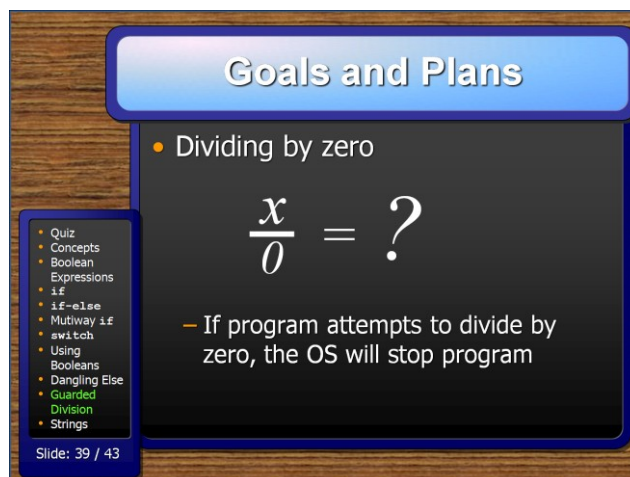 Goals and Plans
• Dividing by zero
x
0
= ?
– If program attempts to divide by
zero, the OS will stop program
• Quiz
• Concepts
• Boolean
Expressions
• if
• if-else
• Mutiway if
• switch
• Using
Booleans
• Dangling Else
• Guarded
Division
• Strings
Slide: 39 / 43